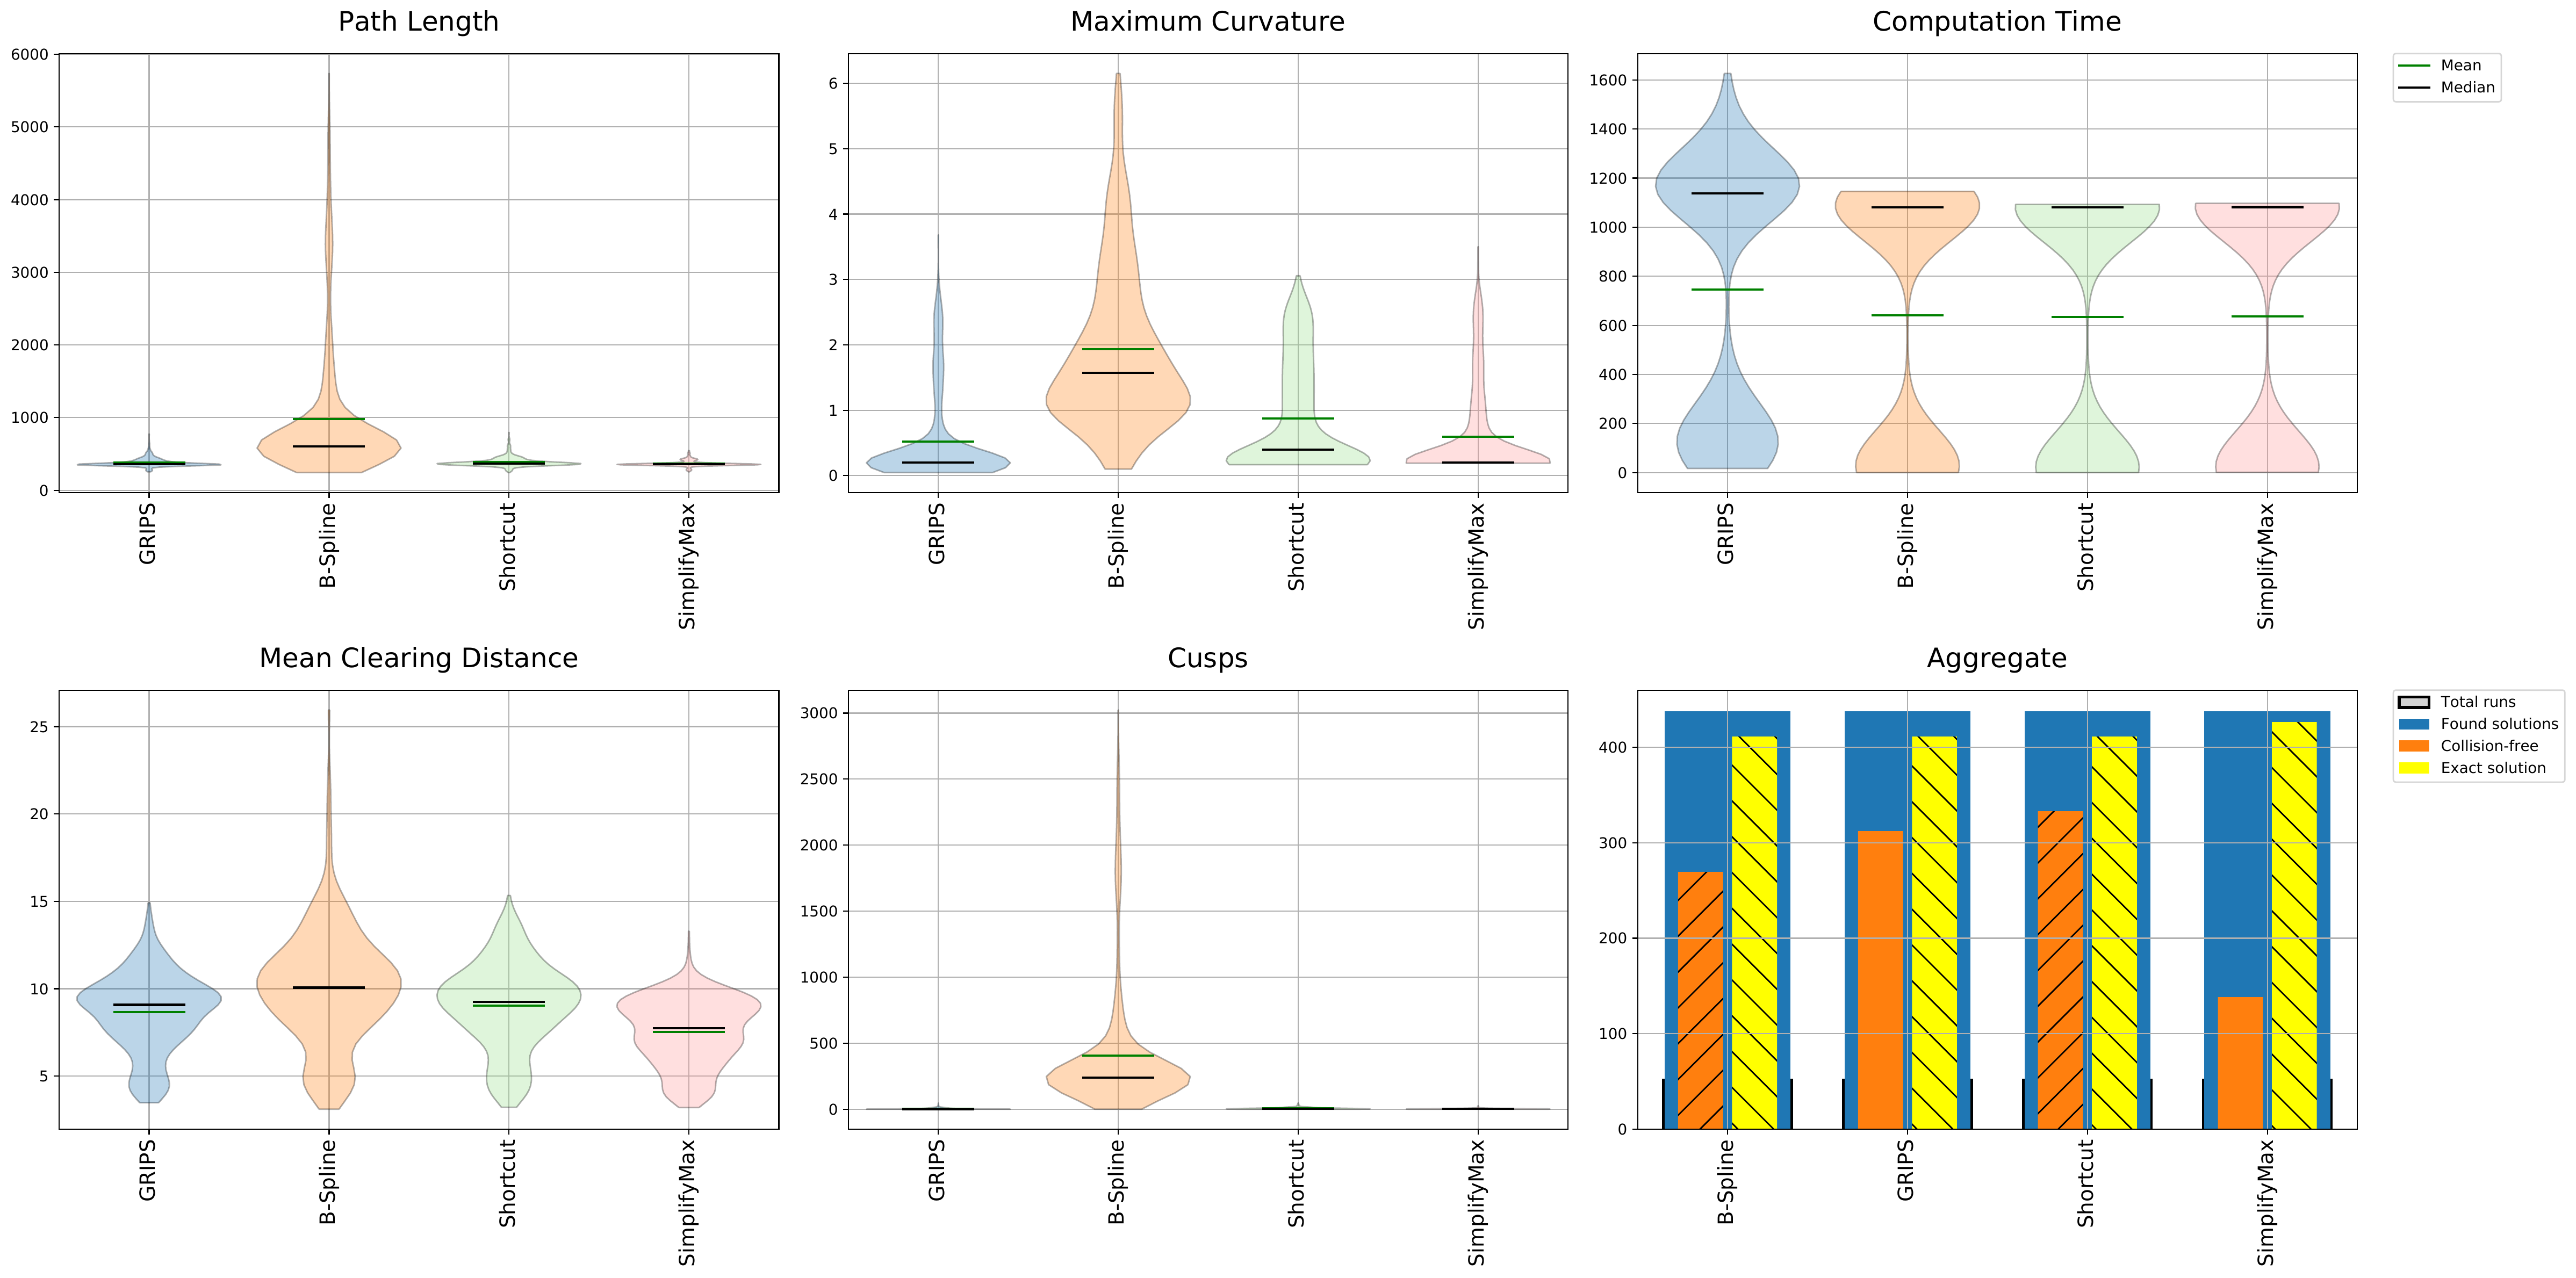 Path Length
6000
5000
4000
3000
2000
1000
0
GRIPS
B-Spline
Shortcut
SimplifyMax
Maximum Curvature
6
5
4
3
2
1
0
GRIPS
B-Spline
Shortcut
SimplifyMax
Computation Time
1600
1400
1200
1000
800
600
400
200
0
GRIPS
B-Spline
Shortcut
SimplifyMax
Mean
Median
Mean Clearing Distance
25
20
15
10
5
GRIPS
B-Spline
Shortcut
SimplifyMax
Cusps
3000
2500
2000
1500
1000
500
0
GRIPS
B-Spline
Shortcut
SimplifyMax
Aggregate
400
300
200
100
0
B-Spline
GRIPS
Shortcut
SimplifyMax
Total runs
Found solutions
Collision-free
Exact solution